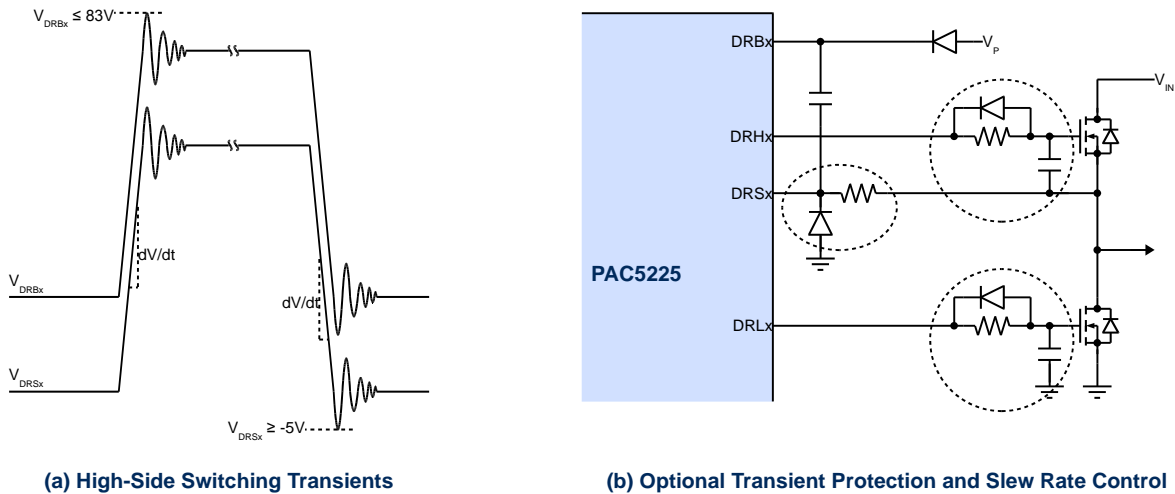 V_DRBx ≤ 83V
dV/dt
dV/dt
V_DRBx
V_DRSx
V_DRSx ≥ -5V
(a) High-Side Switching Transients
DRBx
V_P
V_IN
DRHx
DRSx
PAC5225
DRLx
(b) Optional Transient Protection and Slew Rate Control